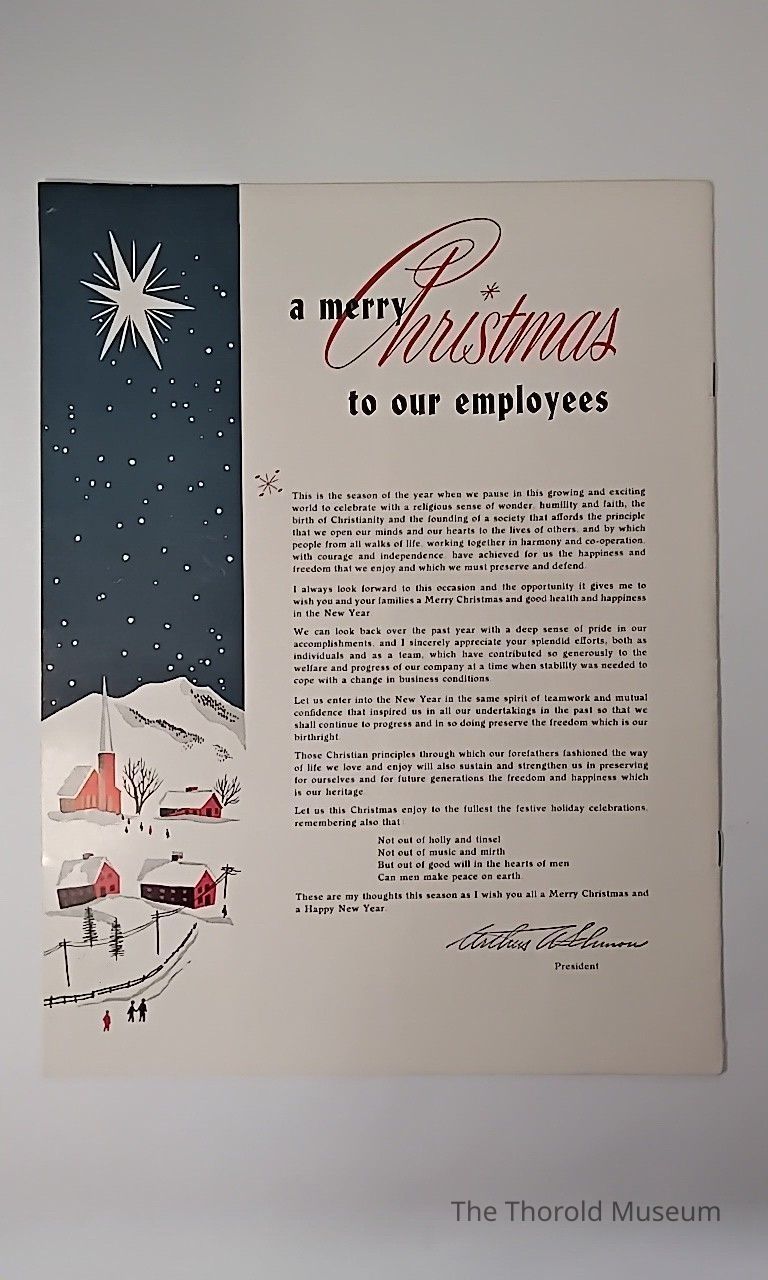 a merry Christmas
to our employees
This is the season of the year when we pause in this growing and exciting
world to celebrate with a religious sense of wonder, humility and faith, the
birth of Christianity and the founding of a society that affords the principle
that we open our minds and our hearts to the lives of others, and by which
people from all walks of life, working together in harmony and co-operation,
with courage and independence, have achieved for us the happiness and
freedom that we enjoy and which we must preserve and defend.
I always look forward to this occasion and the opportunity it gives me to
wish you and your families a Merry Christmas and good health and happiness
in the New Year.
We can look back over the past year with a deep sense of pride in our
accomplishments, and I sincerely appreciate your splendid efforts, both as
individuals and as a team, which have contributed so generously to the
welfare and progress of our company at a time when stability was needed to
cope with a change in business conditions.
Let us enter into the New Year in the same spirit of teamwork and mutual
confidence that inspired us in all our undertakings in the past so that we
shall continue to progress and in so doing preserve the freedom which is our
birthright.
Those Christian principles through which our forefathers fashioned the way
of life we love and enjoy will also sustain and strengthen us in preserving
for ourselves and for future generations the freedom and happiness which
is our heritage.
Let us this Christmas enjoy to the fullest the festive holiday celebrations,
remembering also that:
Not out of holly and tinsel
Not out of music and mirth
But out of good will in the hearts of men
Can men make peace on earth.
These are my thoughts this season as I wish you all a Merry Christmas and
a Happy New Year.
Arthur A.
President
The Thorold Museum